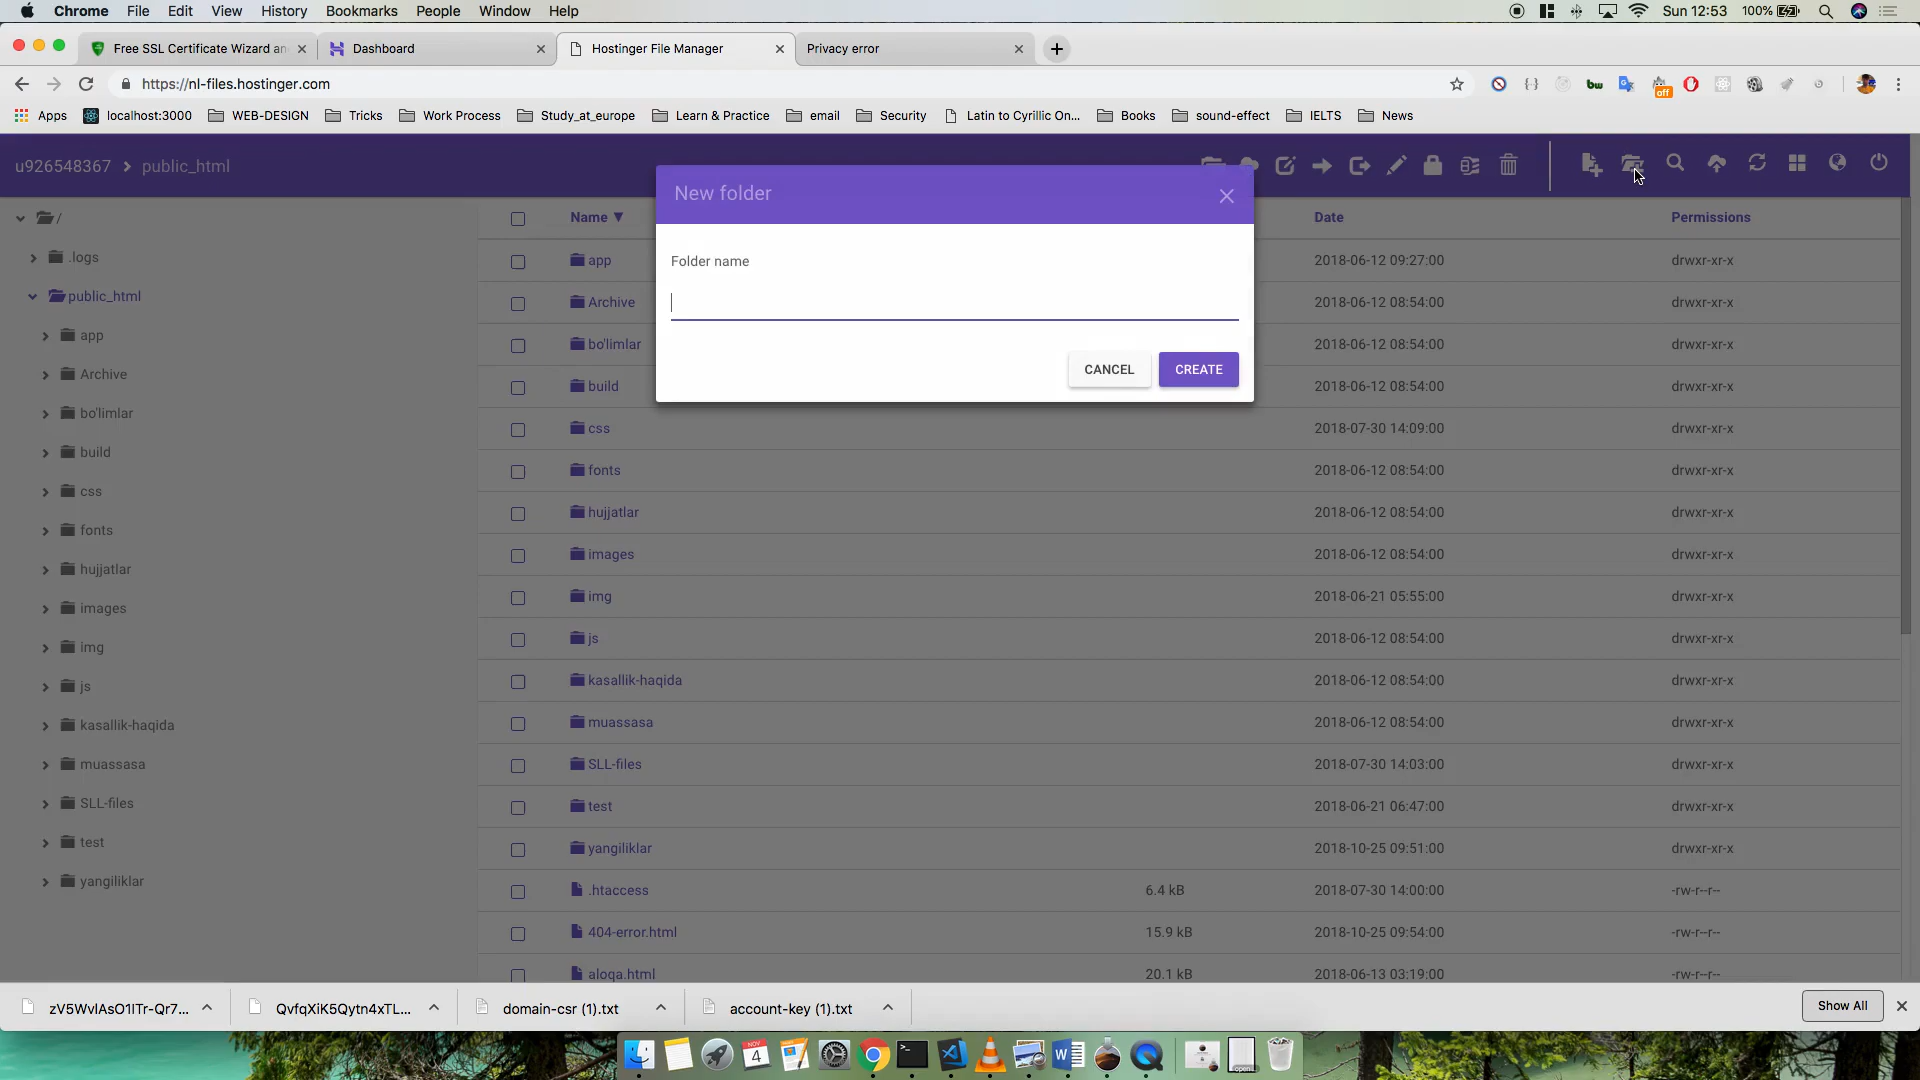 Chrome File Edit View History Bookmarks People Window Help Sun 12:53 100%
Free SSL Certificate Wizard an Dashboard Hostinger File Manager Privacy error
https://nl-files.hostinger.com off
Apps localhost:3000 WEB-DESIGN Tricks Work Process Study_at_europe Learn & Practice email Security Latin to Cyrillic On... Books sound-effect IELTS News
u926548367 > public_html
New folder
Folder name
CANCEL CREATE
/
.logs
public_html
app
Archive
bo'limlar
build
css
fonts
hujjatlar
images
img
js
kasallik-haqida
muassasa
SLL-files
test
yangiliklar
Name Date Permissions
app 2018-06-12 09:27:00 drwxr-xr-x
Archive 2018-06-12 08:54:00 drwxr-xr-x
bo'limlar 2018-06-12 08:54:00 drwxr-xr-x
build 2018-06-12 08:54:00 drwxr-xr-x
css 2018-07-30 14:09:00 drwxr-xr-x
fonts 2018-06-12 08:54:00 drwxr-xr-x
hujjatlar 2018-06-12 08:54:00 drwxr-xr-x
images 2018-06-12 08:54:00 drwxr-xr-x
img 2018-06-21 05:55:00 drwxr-xr-x
js 2018-06-12 08:54:00 drwxr-xr-x
kasallik-haqida 2018-06-12 08:54:00 drwxr-xr-x
muassasa 2018-06-12 08:54:00 drwxr-xr-x
SLL-files 2018-07-30 14:03:00 drwxr-xr-x
test 2018-06-21 06:47:00 drwxr-xr-x
yangiliklar 2018-10-25 09:51:00 drwxr-xr-x
.htaccess 6.4 kB 2018-07-30 14:00:00 -rw-r--r--
404-error.html 15.9 kB 2018-10-25 09:54:00 -rw-r--r--
aloqa.html 20.1 kB 2018-06-13 03:19:00 -rw-r--r--
zV5WvIAsO1ITr-Qr7... QvfqXiK5Qytn4xTL... domain-csr (1).txt account-key (1).txt Show All
NOV 4